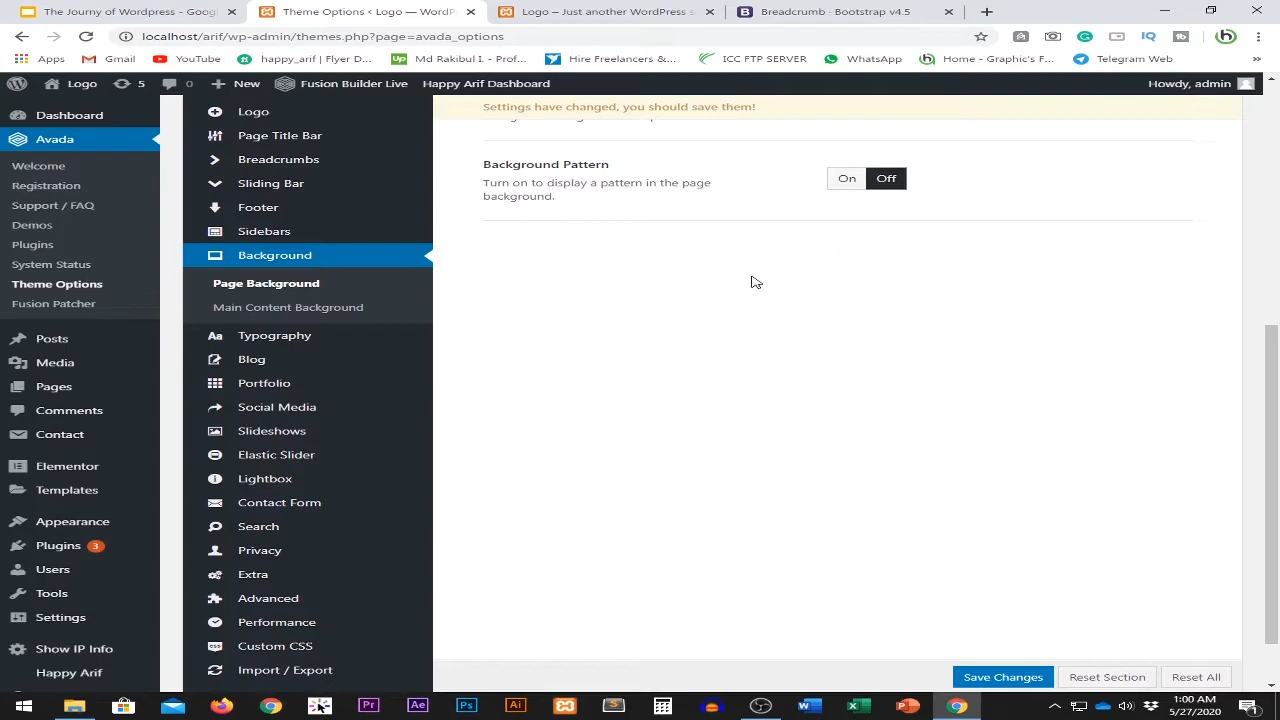 The Journey of Wordpress - Googl
Theme Options < Logo — WordPr
Logo – Just another WordPress s
Breadcrumb · Bootstrap v4.5
localhost/arif/wp-admin/themes.php?page=avada_options
Apps
Gmail
YouTube
happy_arif | Flyer D...
Md Rakibul I. - Prof...
Hire Freelancers &...
ICC FTP SERVER
WhatsApp
Home - Graphic's F...
Telegram Web
Logo
5
0
New
Fusion Builder Live
Happy Arif Dashboard
Howdy, admin
Dashboard
Avada
Welcome
Registration
Support / FAQ
Demos
Plugins
System Status
Theme Options
Fusion Patcher
Posts
Media
Pages
Comments
Contact
Elementor
Templates
Appearance
Plugins 3
Users
Tools
Settings
Show IP Info
Happy Arif
Logo
Page Title Bar
Breadcrumbs
Sliding Bar
Footer
Sidebars
Background
Page Background
Main Content Background
Typography
Blog
Portfolio
Social Media
Slideshows
Elastic Slider
Lightbox
Contact Form
Search
Privacy
Extra
Advanced
Performance
Custom CSS
Import / Export
Settings have changed, you should save them!
Background Pattern
Turn on to display a pattern in the page
background.
On
Off
Save Changes
Reset Section
Reset All
1:00 AM
5/27/2020